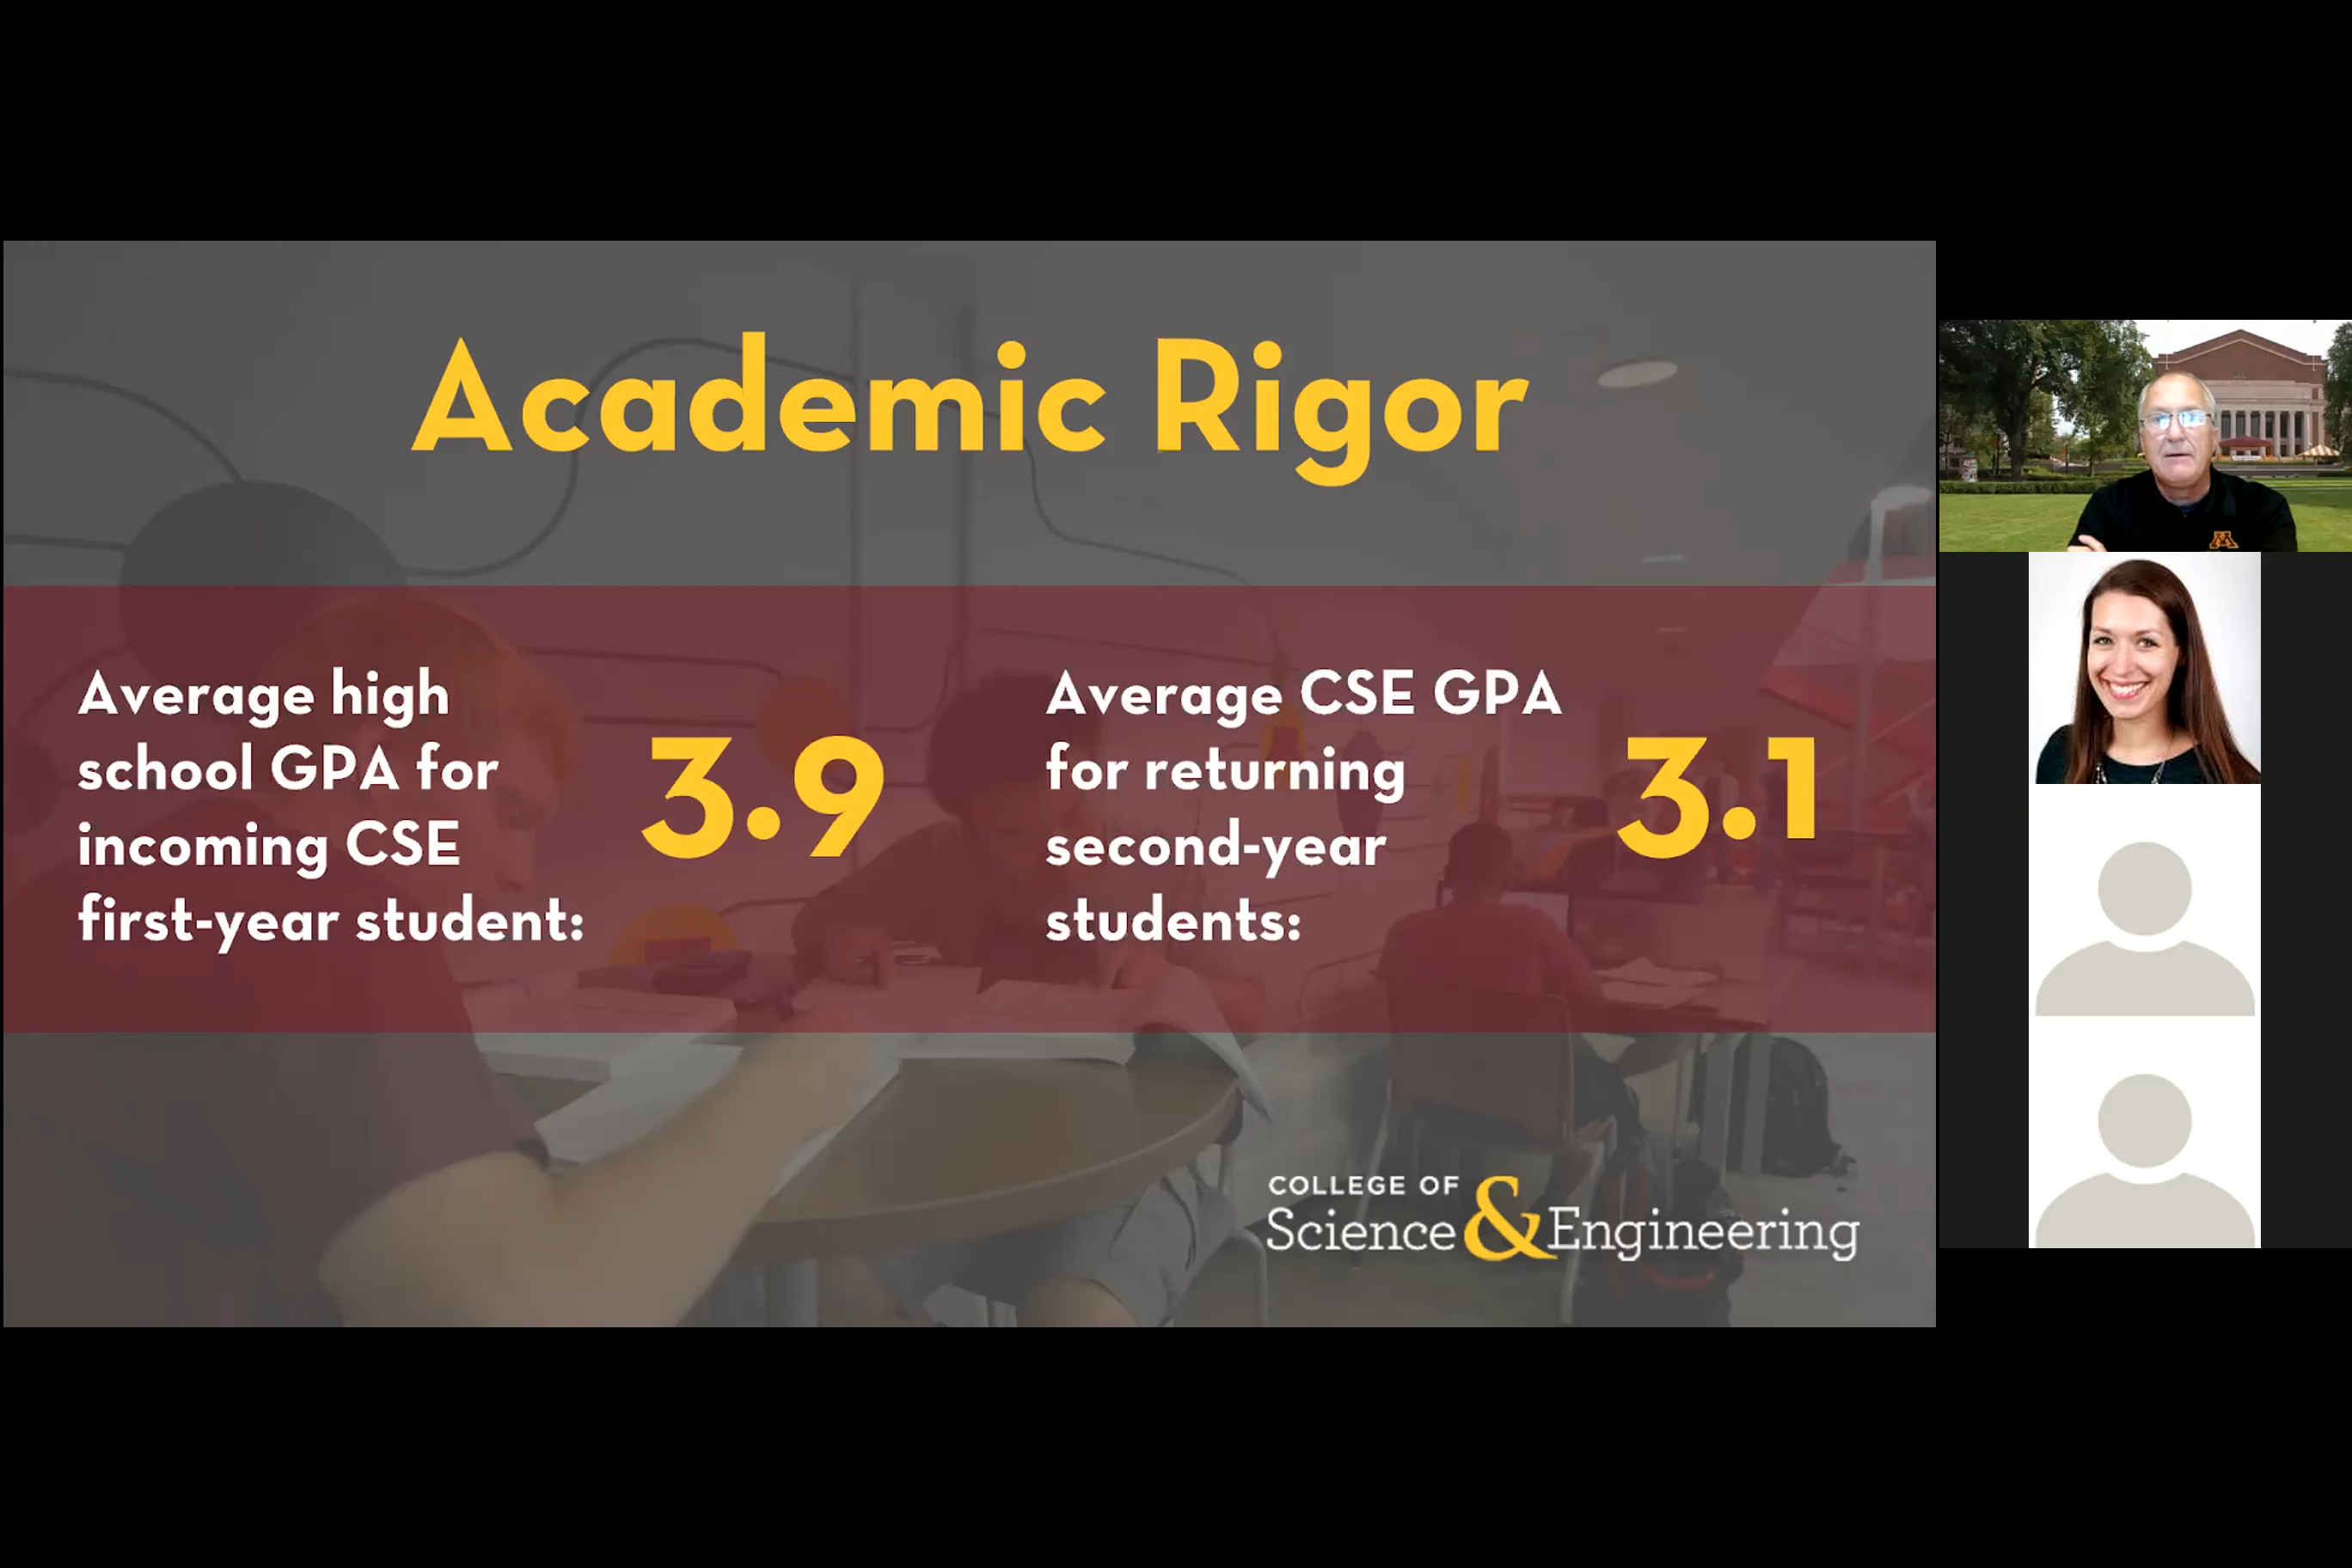 Academic Rigor
Average high
school GPA for
incoming CSE
first-year student:
3.9
Average CSE GPA
for returning
second-year
students:
3.1
COLLEGE OF
Science & Engineering
M